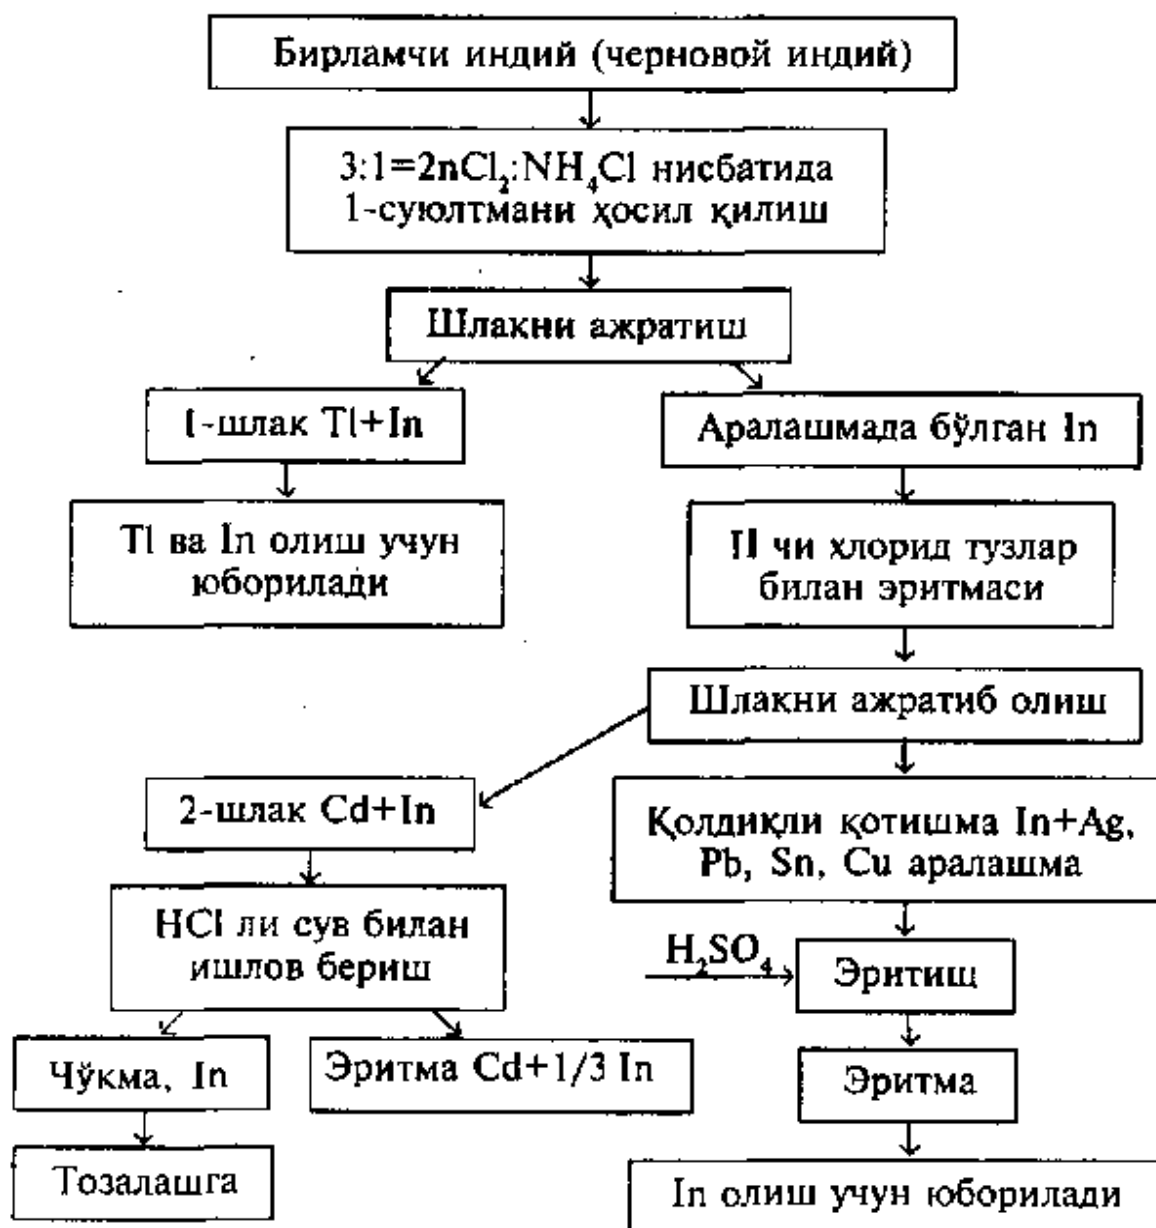 Бирламчи индий (черновой индий)
3:1=2nCl₂:NH₄Cl нисбатида
1-суюлтмани ҳосил қилиш
Шлакни ажратиш
1-шлак Tl+In
Аралашмада бўлган In
Tl ва In олиш учун
юборилади
II чи хлорид тузлар
билан эритмаси
Шлакни ажратиб олиш
2-шлак Cd+In
Қолдиқли қотишма In+Ag,
Pb, Sn, Cu аралашма
HCl ли сув билан
ишлов бериш
H₂SO₄
Эритищ
Чўкма, In
Эритма Cd+1/3 In
Эритма
Тозалашга
In олиш учун юборилади